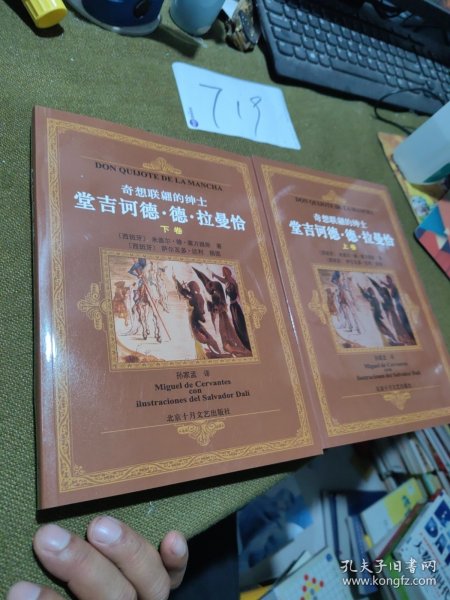 719
DON QUIJOTE DE LA MANCHA
奇想联翩的绅士
堂吉诃德·德·拉曼恰
下卷
〔西班牙〕米盖尔·德·塞万提斯 著
〔西班牙〕萨尔瓦多·达利 插图
孙家孟 译
Miguel de Cervantes
con
ilustraciones del Salvador Dalí
北京十月文艺出版社
DON QUIJOTE DE LA MANCHA
奇想联翩的绅士
堂吉诃德·德·拉曼恰
上卷
孙家孟 译
Miguel de Cervantes
con
ilustraciones del Salvador Dalí
北京十月文艺出版社
孔夫子旧书网
www.kongfz.com